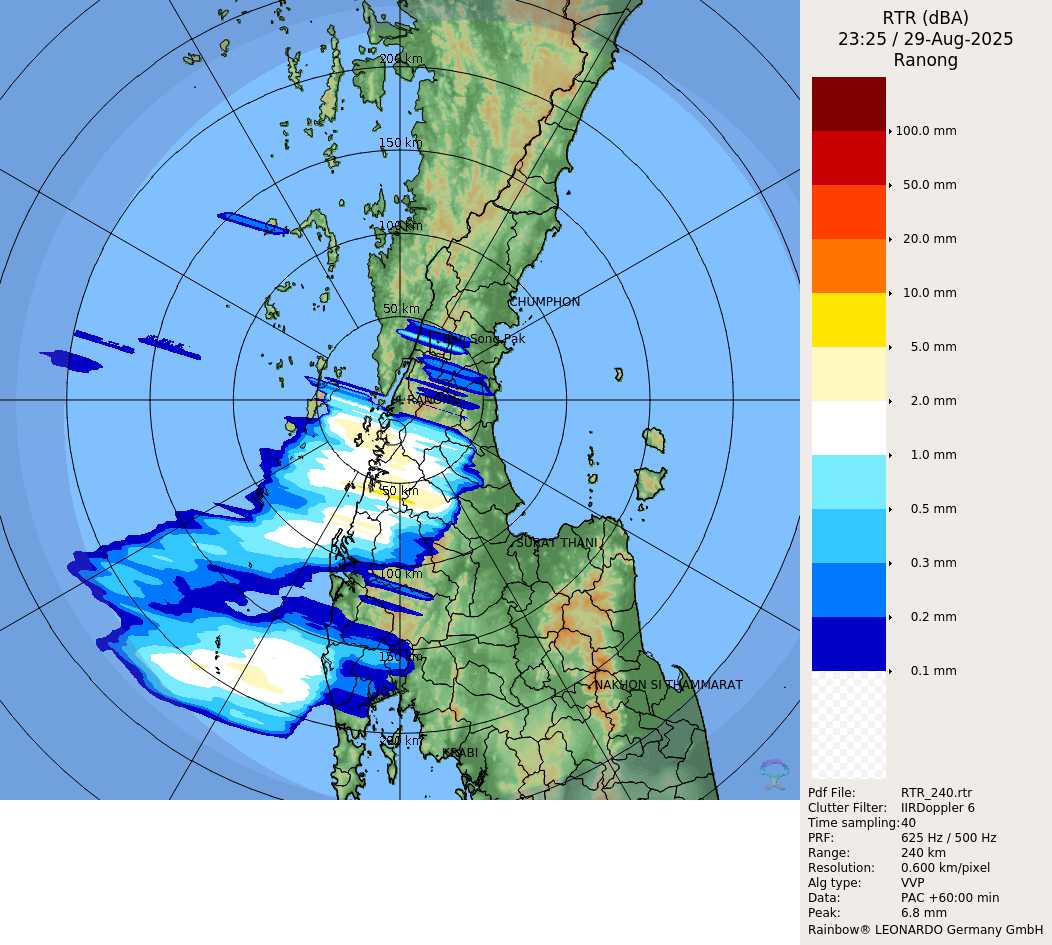 RTR (dBA)
23:25 / 29-Aug-2025
Ranong
100.0 mm
50.0 mm
20.0 mm
10.0 mm
5.0 mm
2.0 mm
1.0 mm
0.5 mm
0.3 mm
0.2 mm
0.1 mm
Pdf File: RTR_240.rtr
Clutter Filter: IIRDoppler 6
Time sampling: 40
PRF: 625 Hz / 500 Hz
Range: 240 km
Resolution: 0.600 km/pixel
Alg type: VVP
Data: PAC +60:00 min
Peak: 6.8 mm
Rainbow® LEONARDO Germany GmbH
200 km
150 km
100 km
CHUMPHON
50 km
Song Pak
RANONG
50 km
SURAT THANI
100 km
150 km
NAKHON SI THAMMARAT
200 km
KRABI